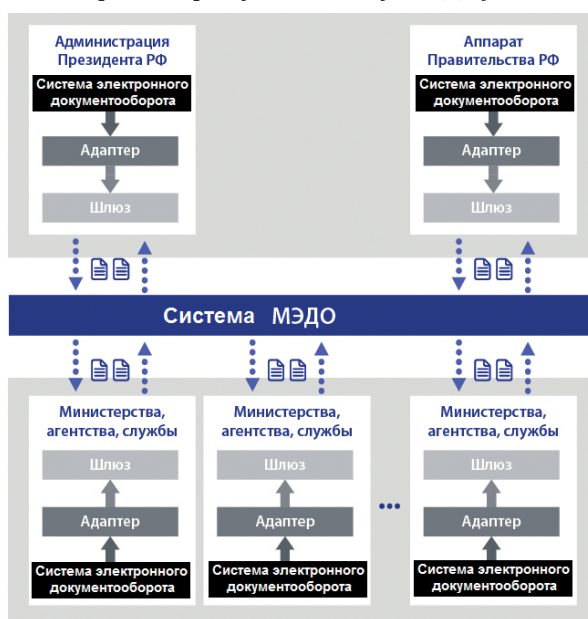 Администрация
Президента РФ
Система электронного
документооборота
Адаптер
Шлюз
Аппарат
Правительства РФ
Система электронного
документооборота
Адаптер
Шлюз
Система МЭДО
Министерства,
агентства, службы
Шлюз
Адаптер
Система электронного
документооборота
Министерства,
агентства, службы
Шлюз
Адаптер
Система электронного
документооборота
...
Министерства,
агентства, службы
Шлюз
Адаптер
Система электронного
документооборота